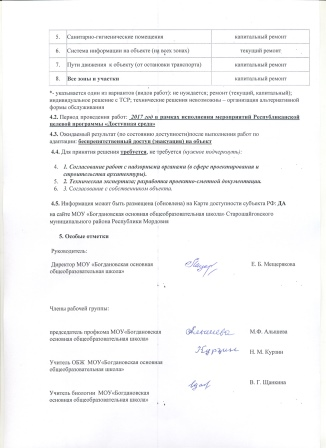 5. Санитарно-гигиенические помещения капитальный ремонт
6. Система информации на объекте (на всех зонах) текущий ремонт
7. Пути движения к объекту (от остановки транспорта) капитальный ремонт
8. Все зоны и участки капитальный ремонт
*- указывается один из вариантов (видов работ): не нуждается; ремонт (текущий, капитальный);
индивидуальное решение с ТСР; технические решения невозможны – организация альтернативной
формы обслуживания
4.2. Период проведения работ: 2017 год в рамках исполнения мероприятий Республиканской
целевой программы «Доступная среда»
4.3. Ожидаемый результат (по состоянию доступности)после выполнения работ по
адаптации: беспрепятственный доступ (эвакуация) на объект
4.4. Для принятия решения требуется, не требуется (нужное подчеркнуть):
4. 1. Согласование работ с надзорными органами (в сфере проектирования и
строительства архитектуры).
5. 2. Техническая экспертиза; разработка проектно-сметной документации.
6. 3. Согласование с собственником объекта.
4.5. Информация может быть размещена (обновлена) на Карте доступности субъекта РФ: ДА
на сайте МОУ «Богдановская основная общеобразовательная школа» Старошайговского
муниципального района Республики Мордовия
5. Особые отметки
Руководитель:
Директор МОУ «Богдановская основная Е. Б. Мещерякова
общеобразовательная школа»
Члены рабочей группы:
председатель профкома МОУ«Богдановская М.Ф. Алышева
основная общеобразовательная школа»
Учитель ОБЖ МОУ«Богдановская основная Н. М. Куркин
общеобразовательная школа»
Учитель биологии МОУ«Богдановская В. Г. Щанкина
основная общеобразовательная школа»